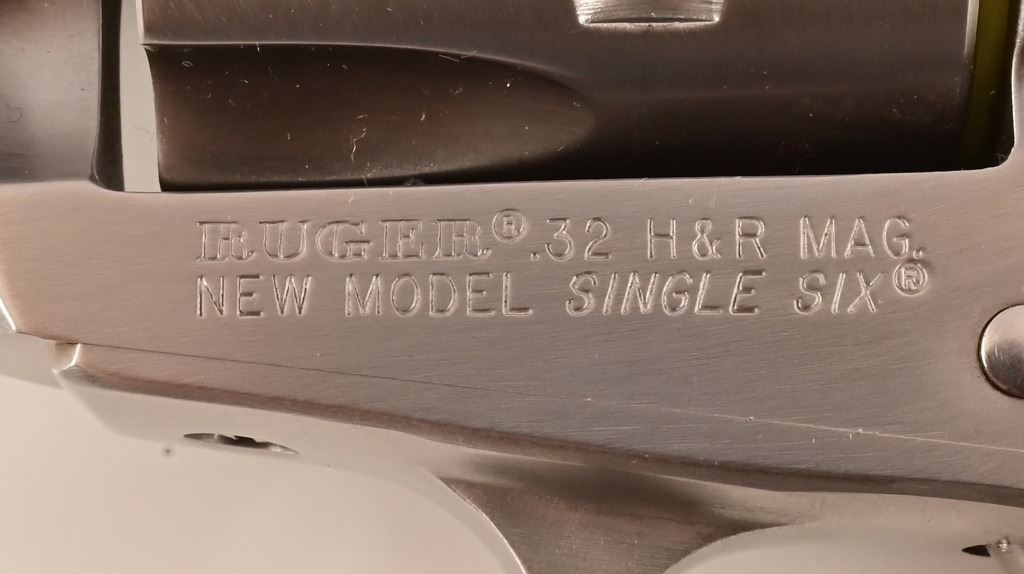 RUGER® .32 H&R MAG.
NEW MODEL SINGLE SIX®